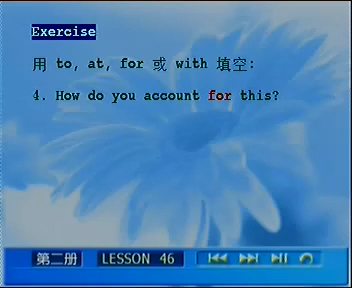 Exercise
用 to, at, for 或 with 填空:
4. How do you account for this?
第二册 LESSON 46